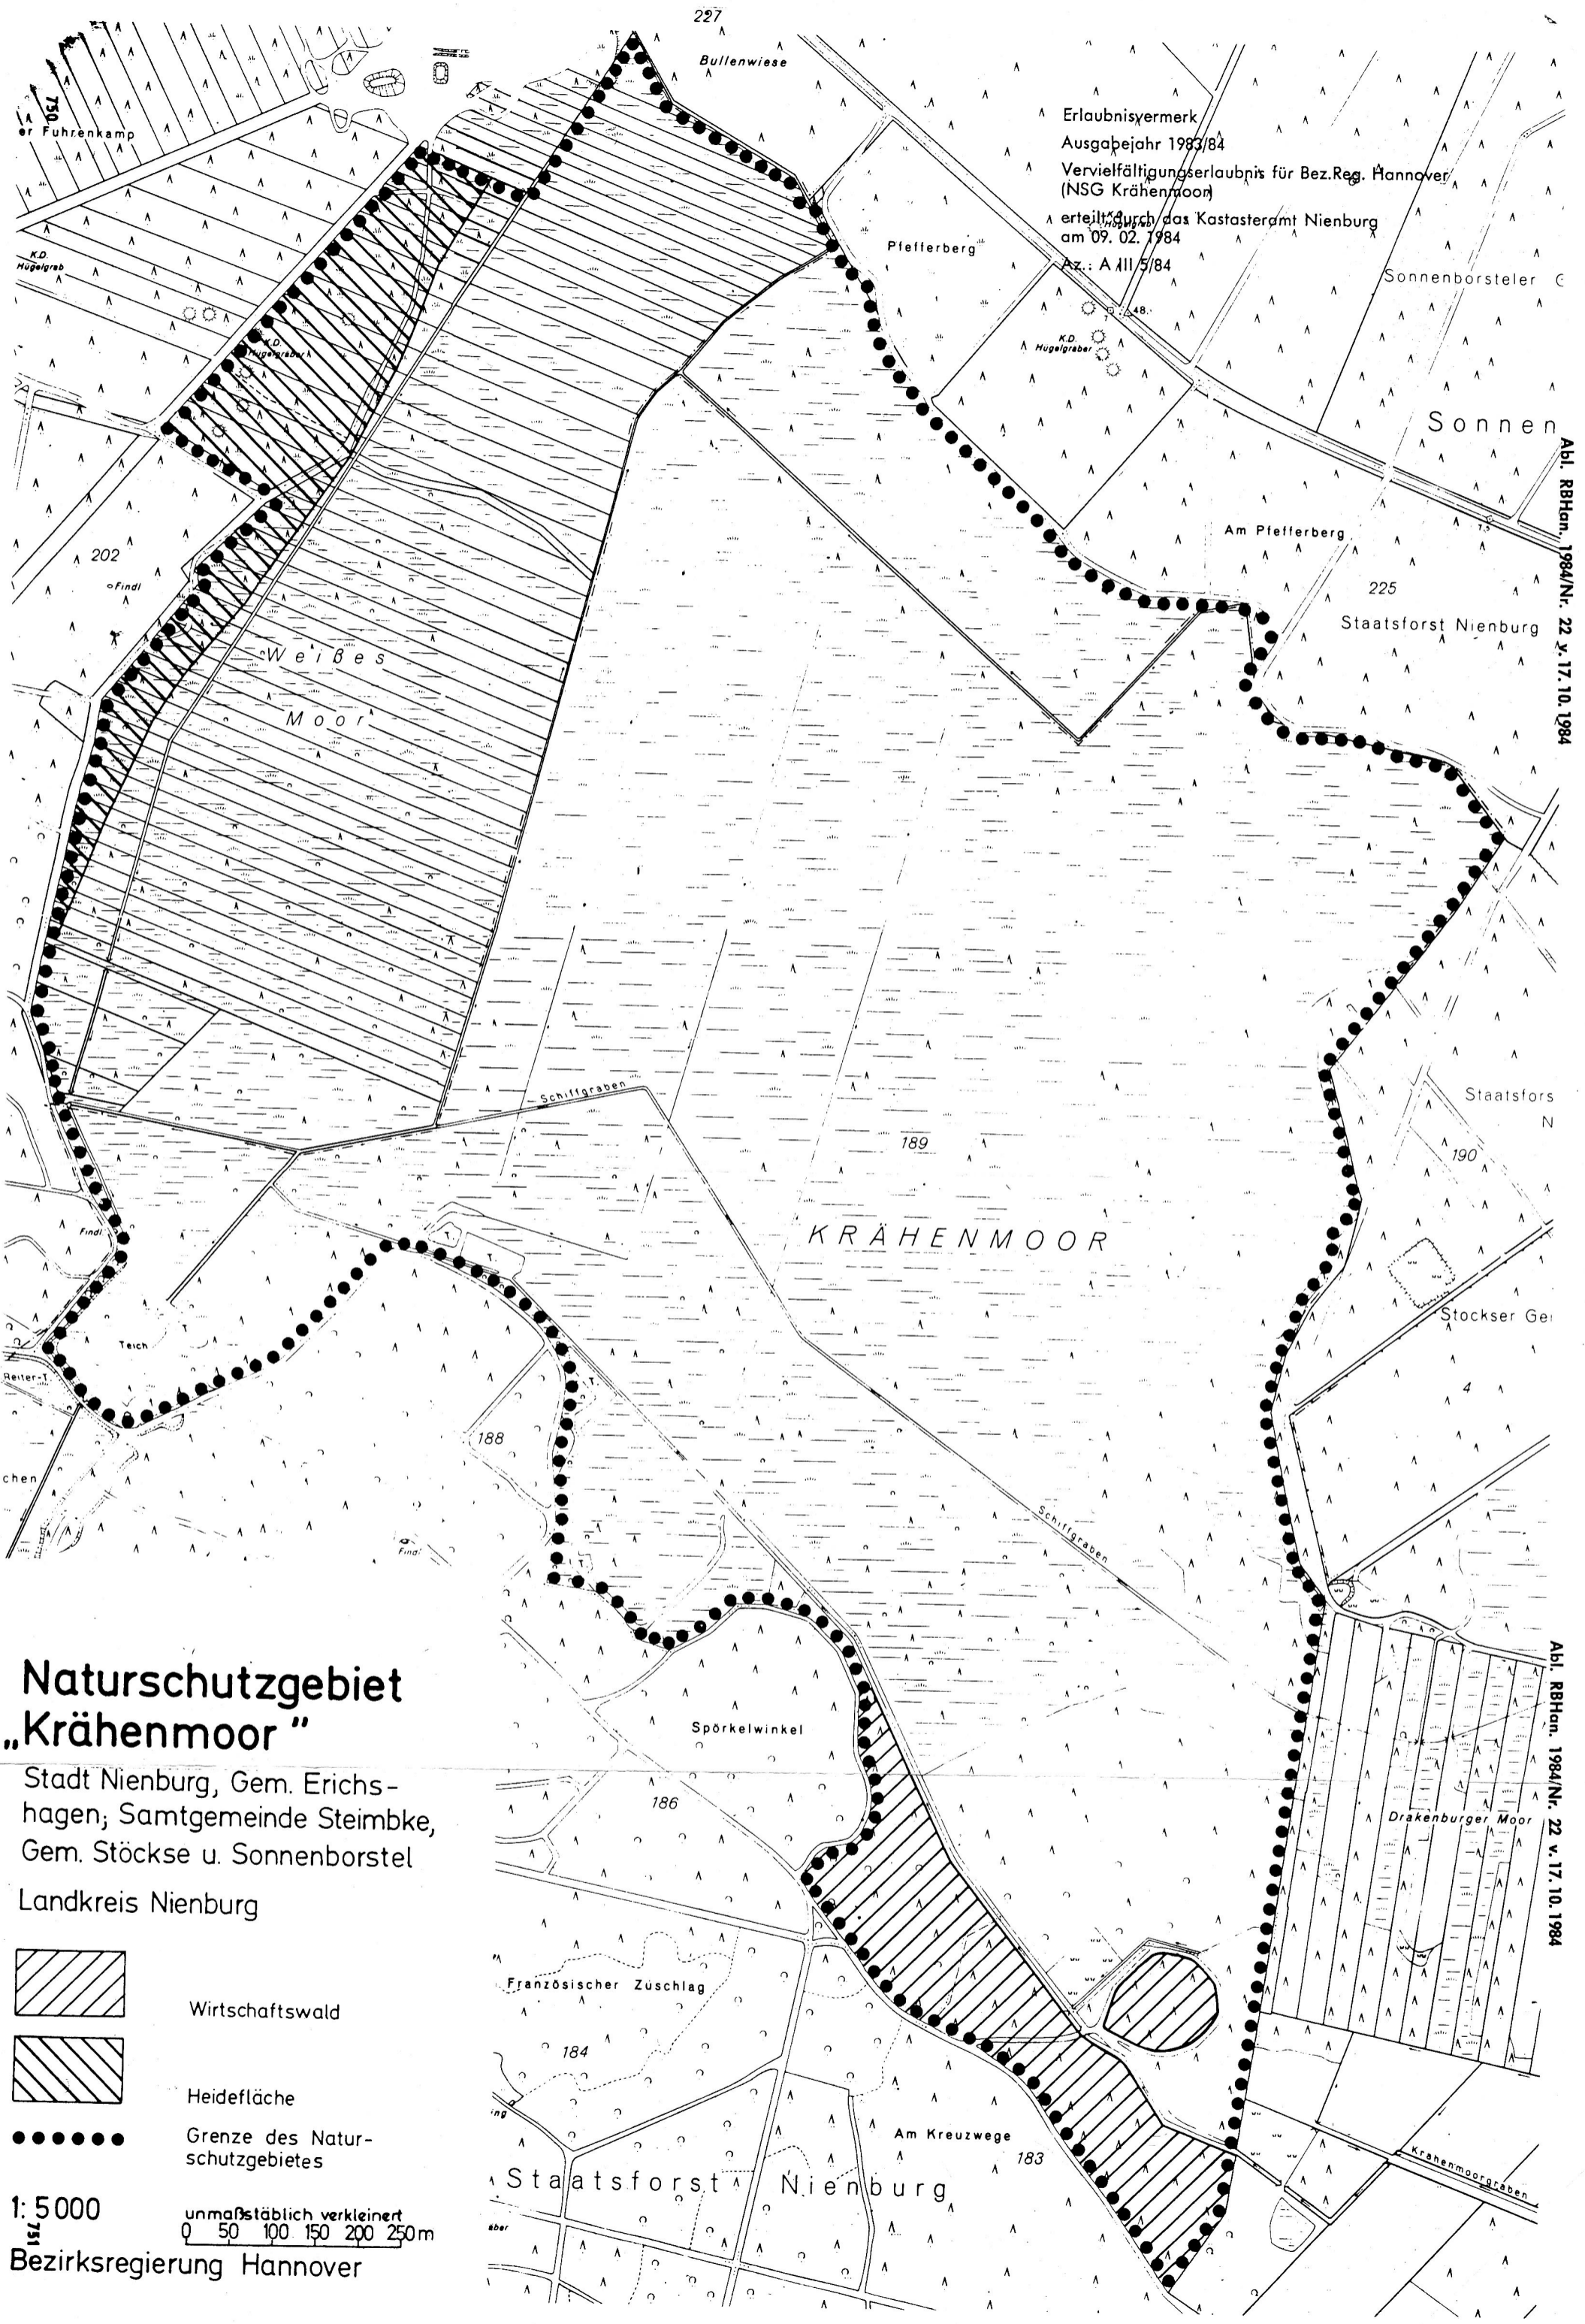 227
Bullenwiese
750
er Fuhrenkamp
Erlaubnisvermerk
Ausgabejahr 1983/84
Vervielfältigungserlaubnis für Bez.Reg. Hannover
(NSG Krähenmoor)
erteilt durch das Kastasteramt Nienburg
am 09. 02. 1984
Az.: A III 5/84
Pfefferberg
K.D.
Hügelgrab
Sonnenborsteler
48.
K.D.
Hügelgräber
K.D.
Hügelgräber
Sonnen
Abl. RBHan. 1984/Nr. 22 v. 17. 10. 1984
Am Pfefferberg
202
Findl
225
Staatsforst Nienburg
Weißes
Moor
Schiffgraben
Staatsfors
N
189
190
KRÄHENMOOR
Findl
T.
T.
Stöckser Ge
Teich
Reiter-T.
T.
4
188
chen
Schiffgraben
Findl
T.
Naturschutzgebiet
„Krähenmoor"
Stadt Nienburg, Gem. Erichs-
hagen; Samtgemeinde Steimbke,
Gem. Stöckse u. Sonnenborstel
Landkreis Nienburg
Spörkelwinkel
186
Drakenburger Moor
Abl. RBHan. 1984/Nr. 22 v. 17. 10. 1984
Französischer Zuschlag
184
Wirtschaftswald
Heidefläche
Grenze des Natur-
schutzgebietes
ing
Am Kreuzwege
183
Krähenmoorgraben
Staatsforst Nienburg
1:5000
unmaßstäblich verkleinert
0 50 100 150 200 250m
751
äber
Bezirksregierung Hannover